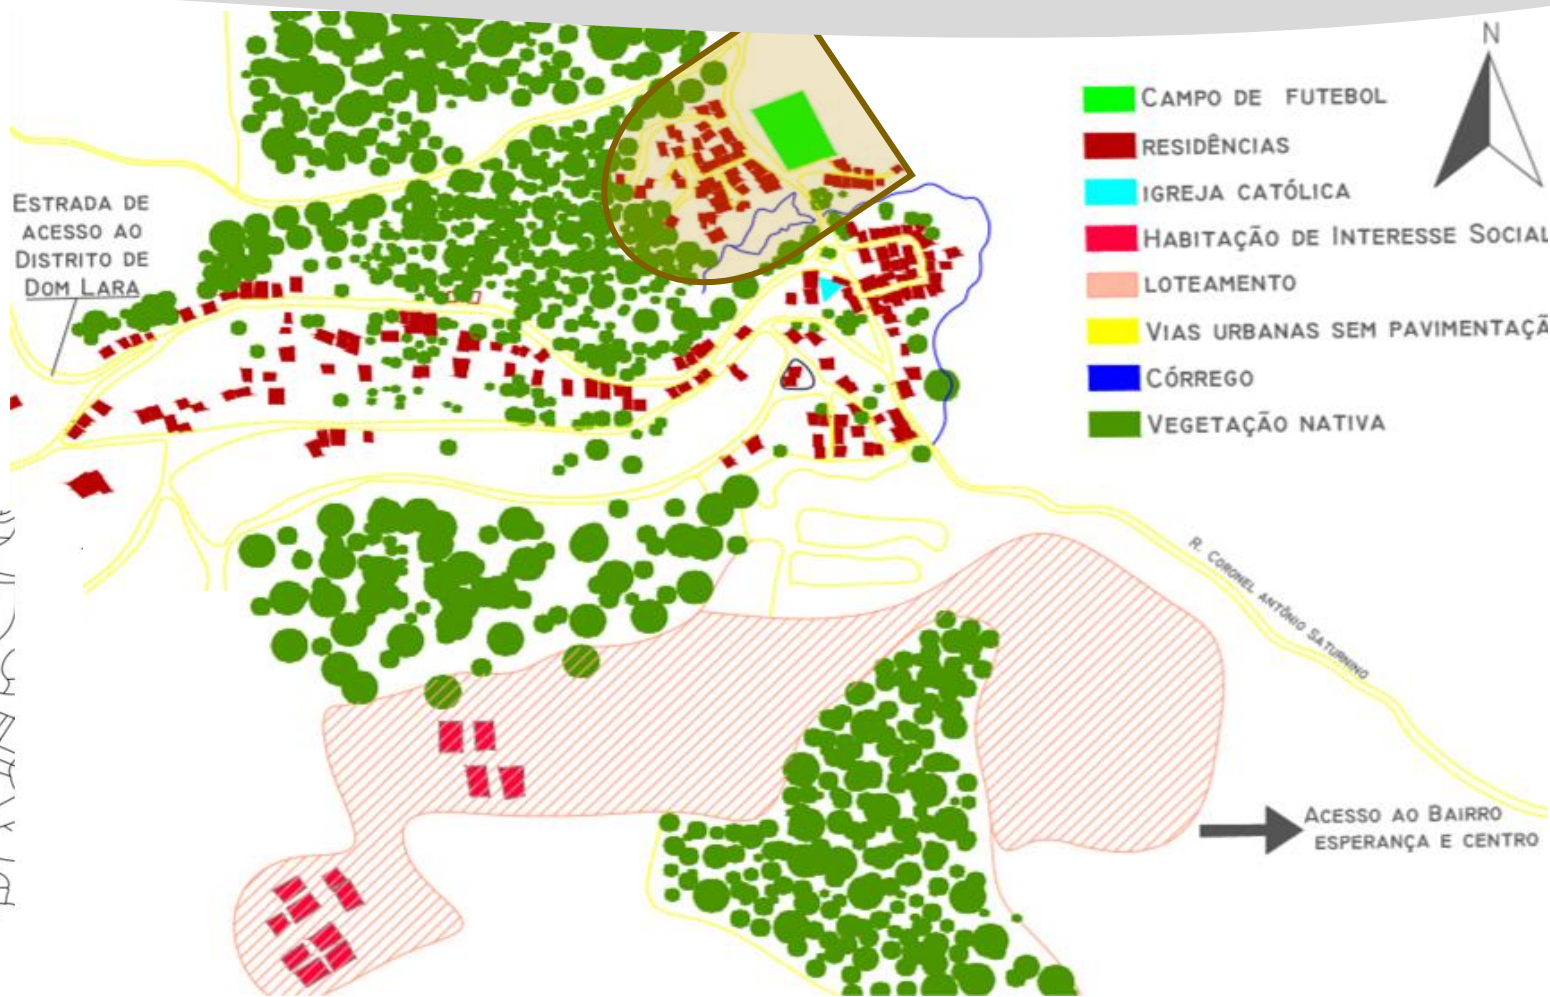 N
CAMPO DE FUTEBOL
RESIDÊNCIAS
IGREJA CATÓLICA
HABITAÇÃO DE INTERESSE SOCIAL
LOTEAMENTO
VIAS URBANAS SEM PAVIMENTAÇÃ
CÓRREGO
VEGETAÇÃO NATIVA
ESTRADA DE
ACESSO AO
DISTRITO DE
DOM LARA
R. CORONEL ANTÔNIO SATURNINO
ACESSO AO BAIRRO
ESPERANÇA E CENTRO